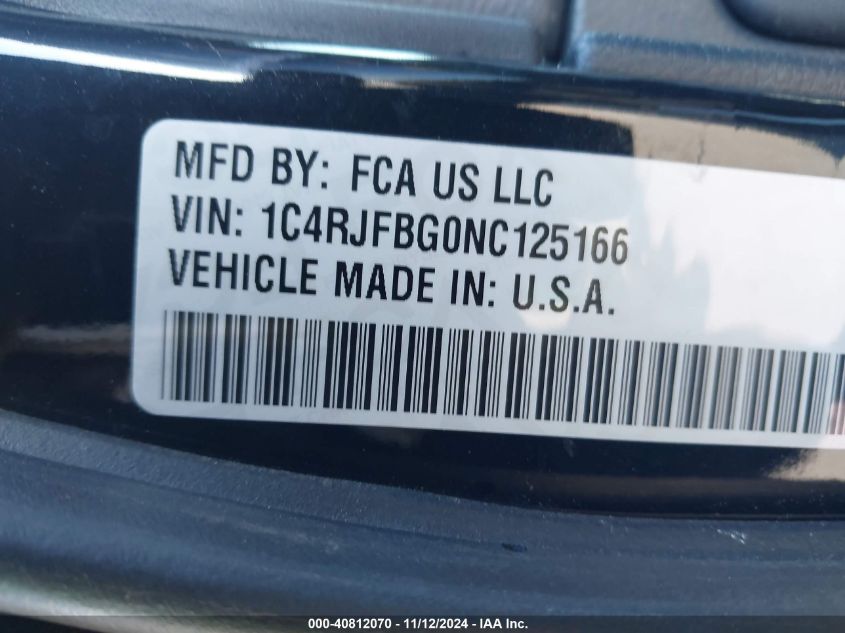 MFD BY: FCA US LLC
VIN: 1C4RJFBG0NC125166
VEHICLE MADE IN: U.S.A.
000-40812070 - 11/12/2024 - IAA Inc.